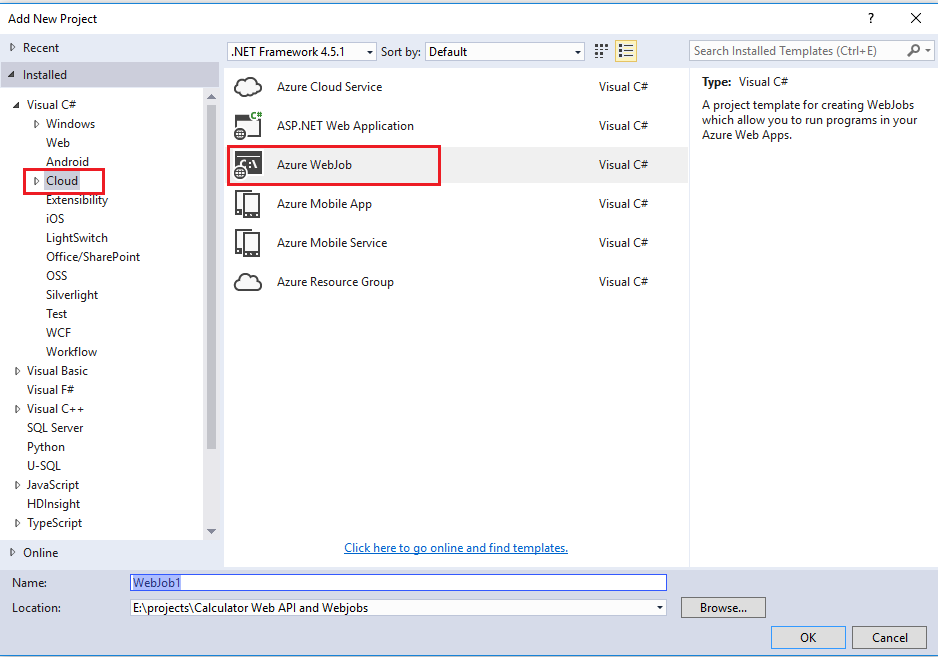 Add New Project
?
Recent
.NET Framework 4.5.1
Sort by:
Default
Search Installed Templates (Ctrl+E)
Installed
Visual C#
Windows
Web
Android
Cloud
Extensibility
iOS
LightSwitch
Office/SharePoint
OSS
Silverlight
Test
WCF
Workflow
Visual Basic
Visual F#
Visual C++
SQL Server
Python
U-SQL
JavaScript
HDInsight
TypeScript
Online
Azure Cloud Service Visual C#
C#
ASP.NET Web Application Visual C#
C:\
Azure WebJob Visual C#
Azure Mobile App Visual C#
Azure Mobile Service Visual C#
Azure Resource Group Visual C#
Click here to go online and find templates.
Type: Visual C#
A project template for creating WebJobs
which allow you to run programs in your
Azure Web Apps.
Name: WebJob1
Location: E:\projects\Calculator Web API and Webjobs
Browse...
OK
Cancel